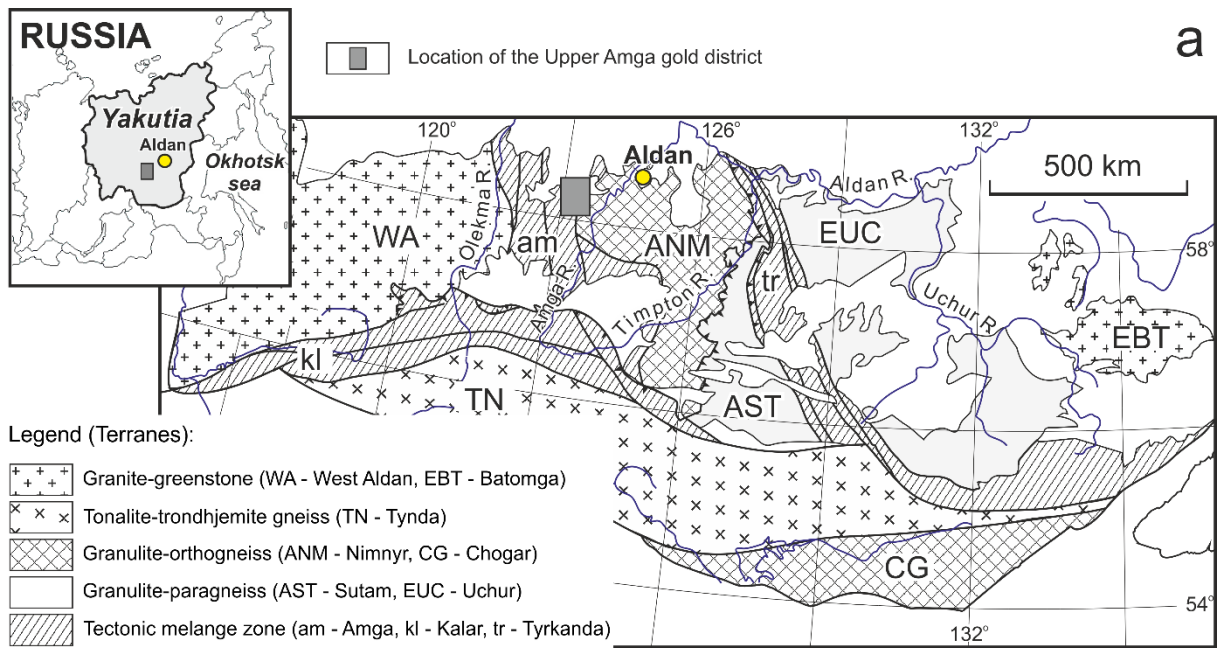 RUSSIA
Yakutia
Aldan
Okhotsk
sea
Location of the Upper Amga gold district
a
120°
126°
132°
500 km
Aldan
Aldan R.
Olekma R.
WA
am
ANM
EUC
58°
tr
Amga R.
Timpton R.
Uchur R
EBT
kl
TN
AST
CG
54°
132°
Legend (Terranes):
Granite-greenstone (WA - West Aldan, EBT - Batomga)
Tonalite-trondhjemite gneiss (TN - Tynda)
Granulite-orthogneiss (ANM - Nimnyr, CG - Chogar)
Granulite-paragneiss (AST - Sutam, EUC - Uchur)
Tectonic melange zone (am - Amga, kl - Kalar, tr - Tyrkanda)